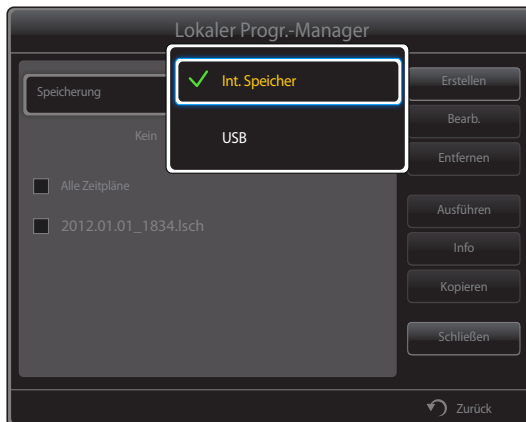 Lokaler Progr.-Manager
Speicherung
Int. Speicher
USB
Kein
Alle Zeitpläne
2012.01.01_1834.lsch
Erstellen
Bearb.
Entfernen
Ausführen
Info
Kopieren
Schließen
Zurück